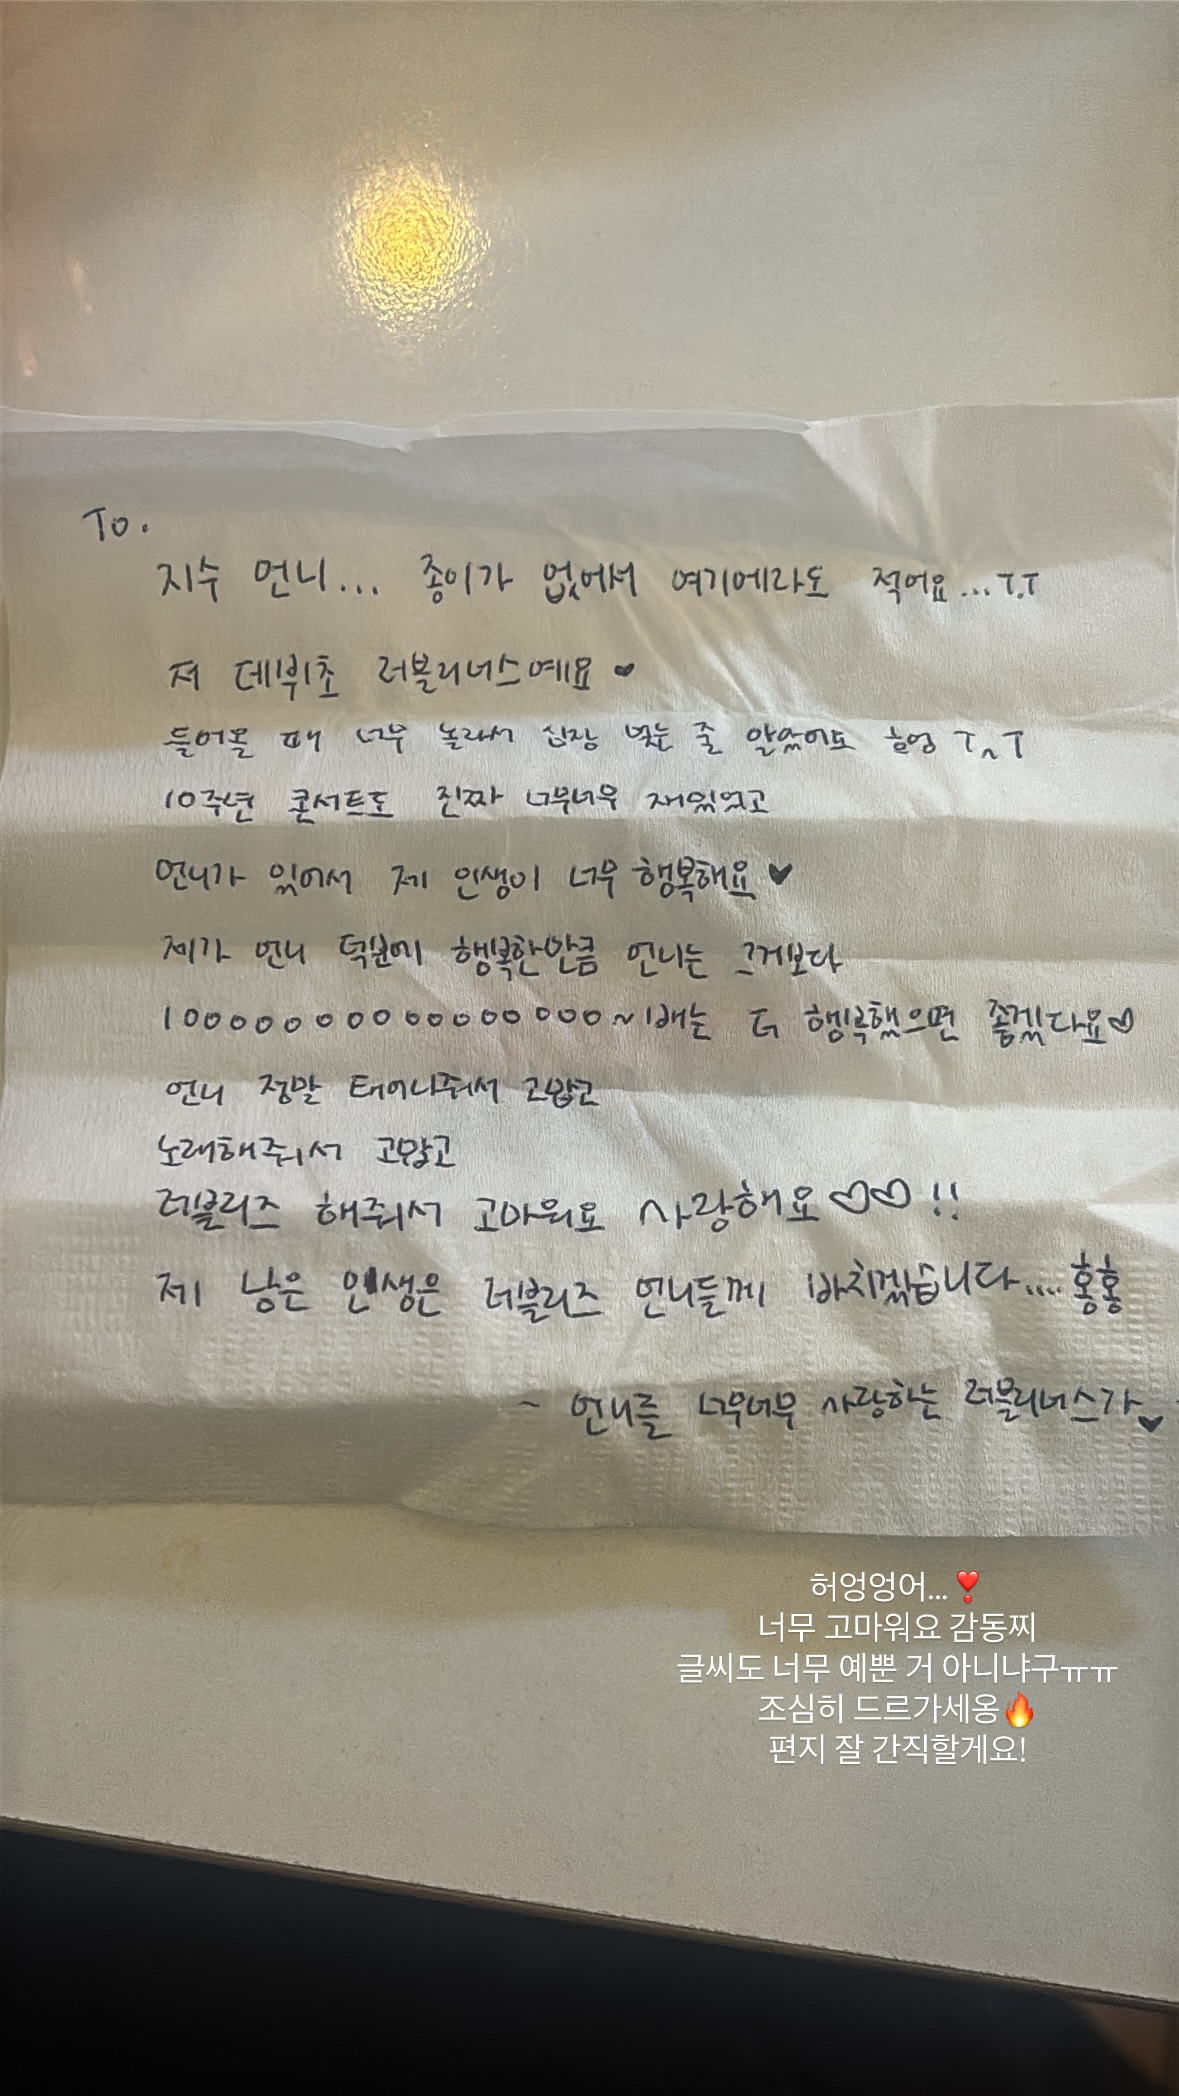 To.
지수 언니... 종이가 없어서 여기에라도 적어요...T.T
저 데뷔초 러블리너스예요 ♥
들어올 때 너무 놀라서 심장 멎는 줄 알았어요 흐엉 T^T
10주년 콘서트도 진짜 너무너무 재밌었고
언니가 있어서 제 인생이 너무 행복해요 ♥
제가 언니 덕분에 행복한만큼 언니는 그거보다
100000000000000~배는 더 행복했으면 좋겠다요♡
언니 정말 태어나줘서 고맙고
노래해줘서 고맙고
러블리즈 해줘서 고마워요 사랑해요♡♡!!
제 남은 인생은 러블리즈 언니들께 바치겠습니다.... 홍홍
~ 언니를 너무너무 사랑하는 러블리너스가♥
허엉엉어...❣️
너무 고마워요 감동찌
글씨도 너무 예쁜 거 아니냐구ㅠㅠ
조심히 드르가세옹🔥
편지 잘 간직할게요!